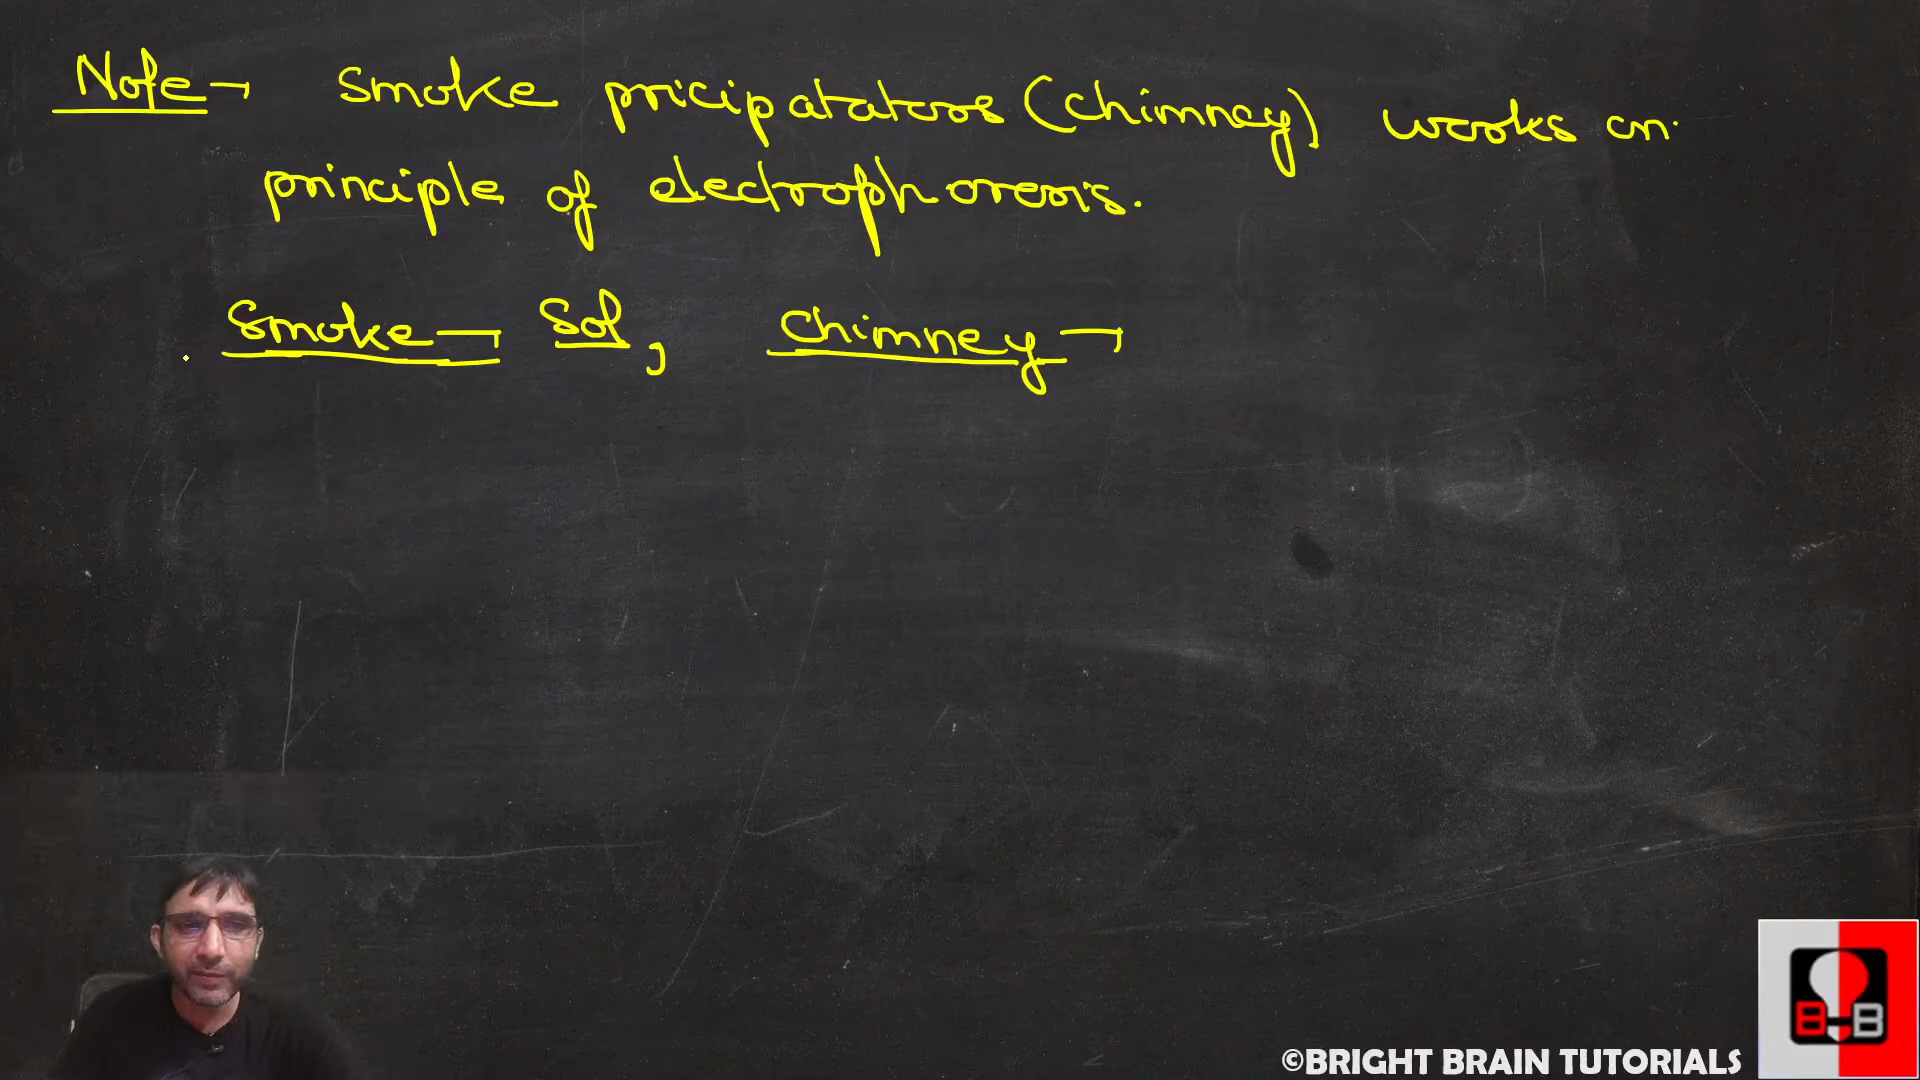 Note→ Smoke pricipatators (chimney) works on
principle of electrophoresis.
Smoke → Sol, Chimney →
B-B
©BRIGHT BRAIN TUTORIALS